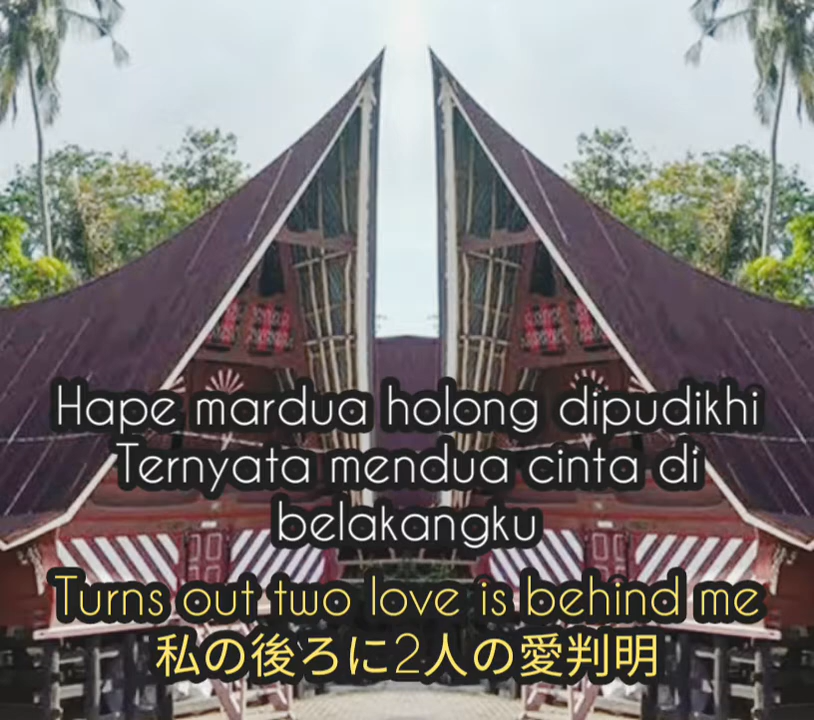 Hape mardua holong dipudikhi
Ternyata mendua cinta di
belakangku
Turns out two love is behind me
私の後ろに2人の愛判明